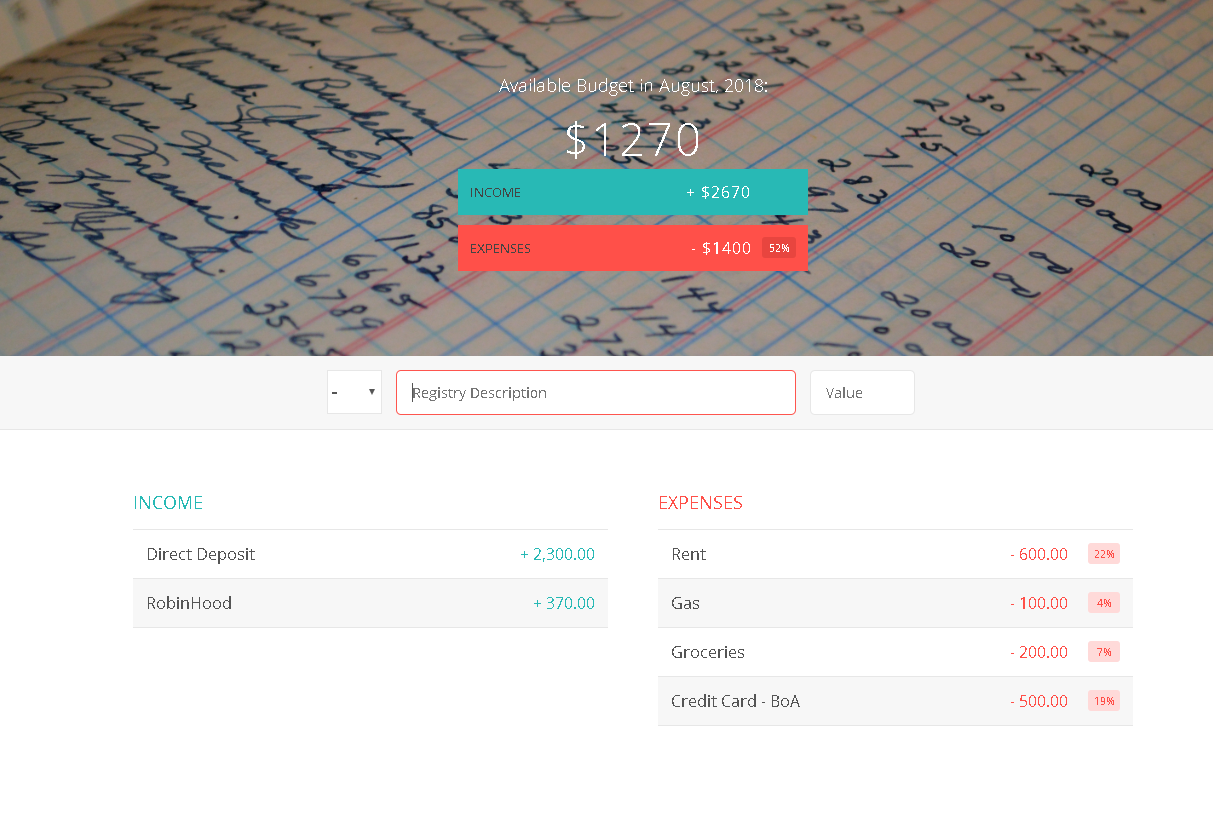 Available Budget in August, 2018:
$1270
INCOME + $2670
EXPENSES - $1400 52%
- ▼ Registry Description Value
INCOME
Direct Deposit + 2,300.00
RobinHood + 370.00
EXPENSES
Rent - 600.00 22%
Gas - 100.00 4%
Groceries - 200.00 7%
Credit Card - BoA - 500.00 19%